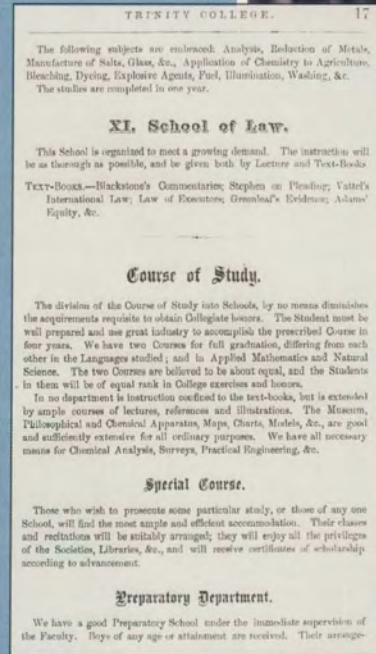 TRINITY COLLEGE. 17
The following subjects are embraced: Analysis, Reduction of Metals,
Manufacture of Salts, Glass, &c., Application of Chemistry to Agriculture,
Bleaching, Dyeing, Explosive Agents, Fuel, Illumination, Washing, &c.
The studies are completed in one year.
XI. School of Law.
This School is organized to meet a growing demand. The instruction will
be as thorough as possible, and be given both by Lecture and Text-Books
TEXT-BOOKS.—Blackstone's Commentaries; Stephen on Pleading; Vattel's
International Law; Law of Executors; Greenleaf's Evidence; Adams'
Equity, &c.
Course of Study.
The division of the Course of Study into Schools, by no means diminishes
the acquirements requisite to obtain Collegiate honors. The Student must be
well prepared and use great industry to accomplish the prescribed Course in
four years. We have two Courses for full graduation, differing from each
other in the Languages studied; and in Applied Mathematics and Natural
Science. The two Courses are believed to be about equal, and the Students
in them will be of equal rank in College exercises and honors.
In no department is instruction confined to the text-books, but is extended
by ample courses of lectures, references and illustrations. The Museum,
Philosophical and Chemical Apparatus, Maps, Charts, Models, &c., are good
and sufficiently extensive for all ordinary purposes. We have all necessary
means for Chemical Analysis, Surveys, Practical Engineering, &c.
Special Course.
Those who wish to prosecute some particular study, or those of any one
School, will find the most ample and efficient accommodation. Their classes
and recitations will be suitably arranged; they will enjoy all the privileges
of the Societies, Libraries, &c., and will receive certificates of scholarship
according to advancement.
Preparatory Department.
We have a good Preparatory School under the immediate supervision of
the Faculty. Boys of any age or attainment are received. Their arrange-